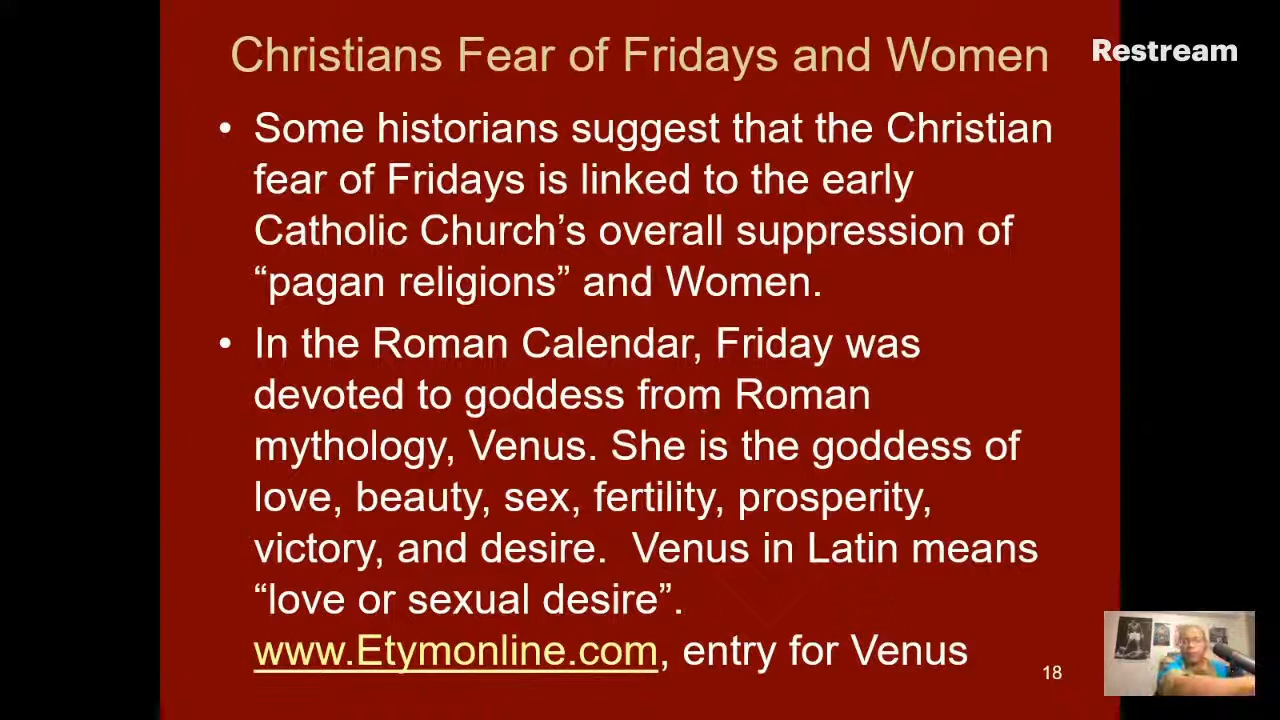 Christians Fear of Fridays and Women
Restream
• Some historians suggest that the Christian
fear of Fridays is linked to the early
Catholic Church’s overall suppression of
“pagan religions” and Women.
• In the Roman Calendar, Friday was
devoted to goddess from Roman
mythology, Venus. She is the goddess of
love, beauty, sex, fertility, prosperity,
victory, and desire.  Venus in Latin means
“love or sexual desire”.
www.Etymonline.com, entry for Venus
18